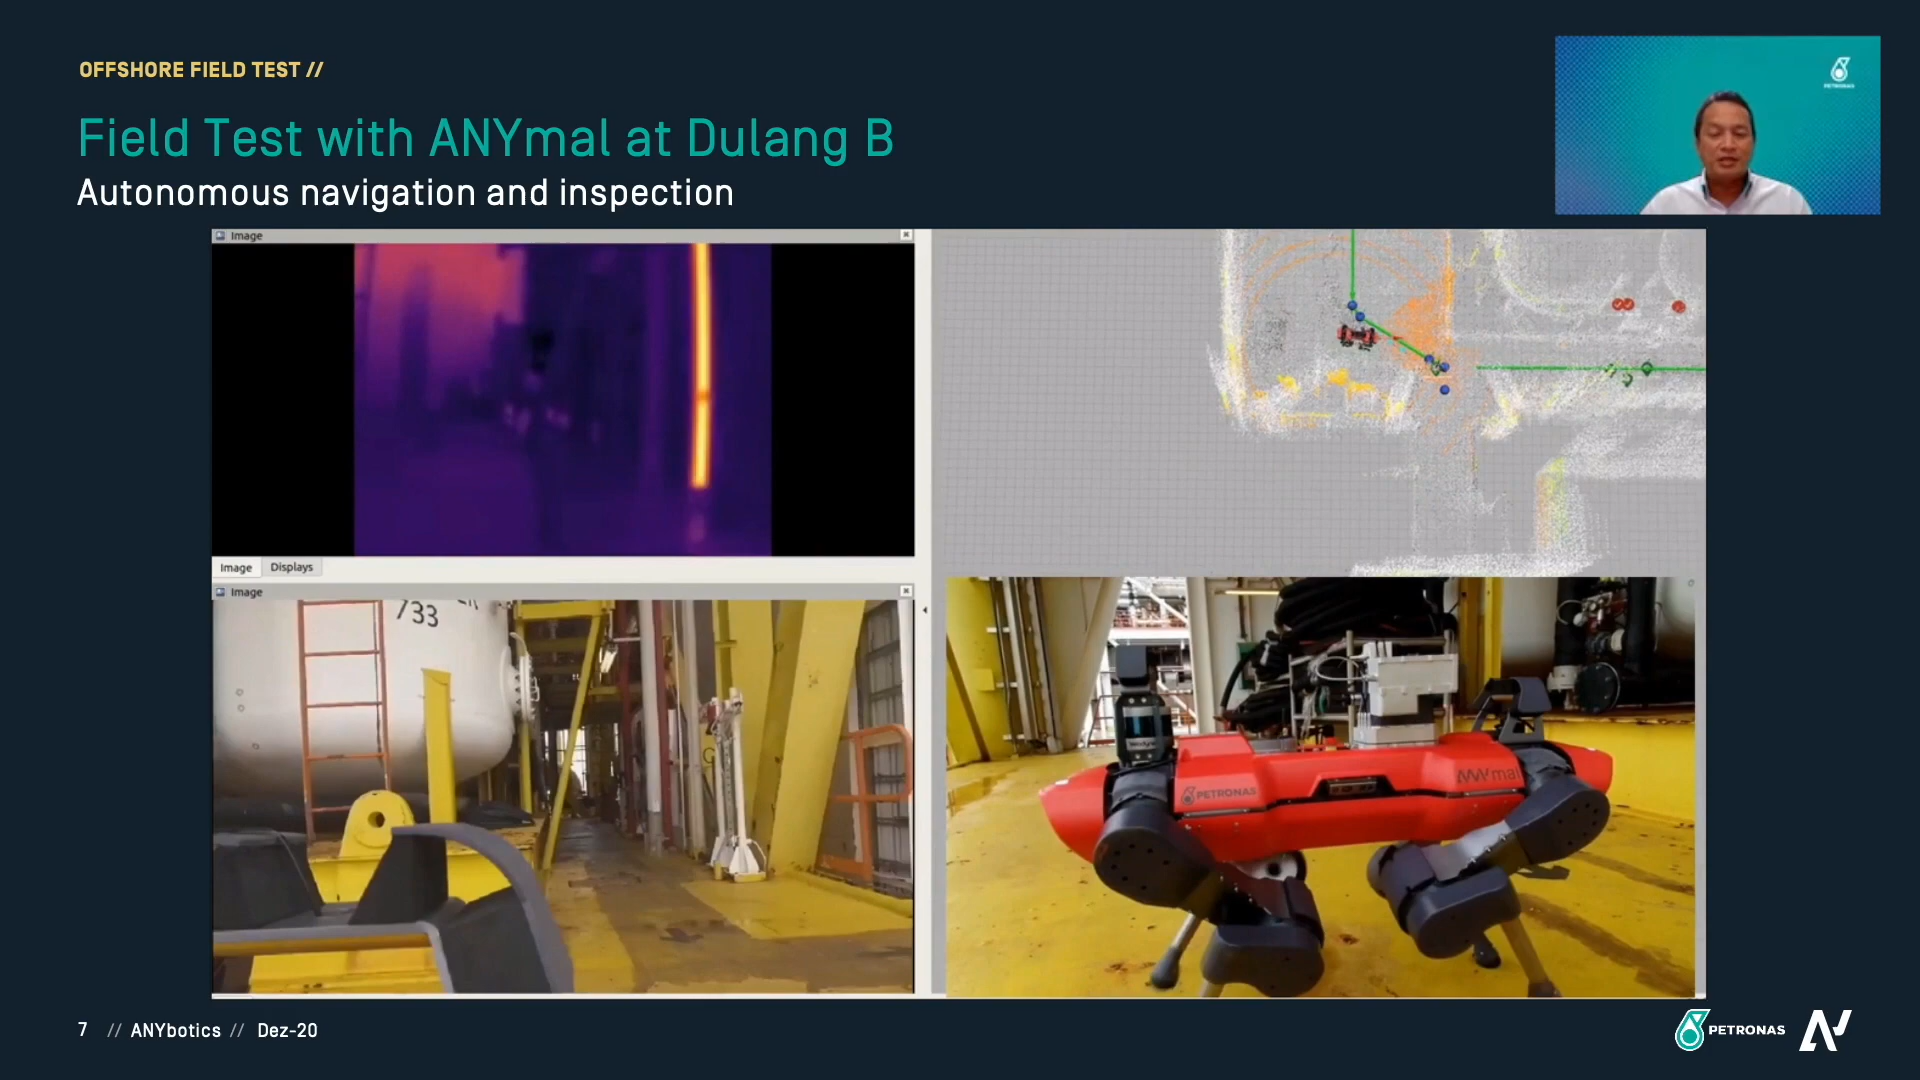 OFFSHORE FIELD TEST //
Field Test with ANYmal at Dulang B
Autonomous navigation and inspection
PETRONAS
Image
Image
Displays
Image
733
PETRONAS
ANYmal
7 // ANYbotics // Dez-20
PETRONAS